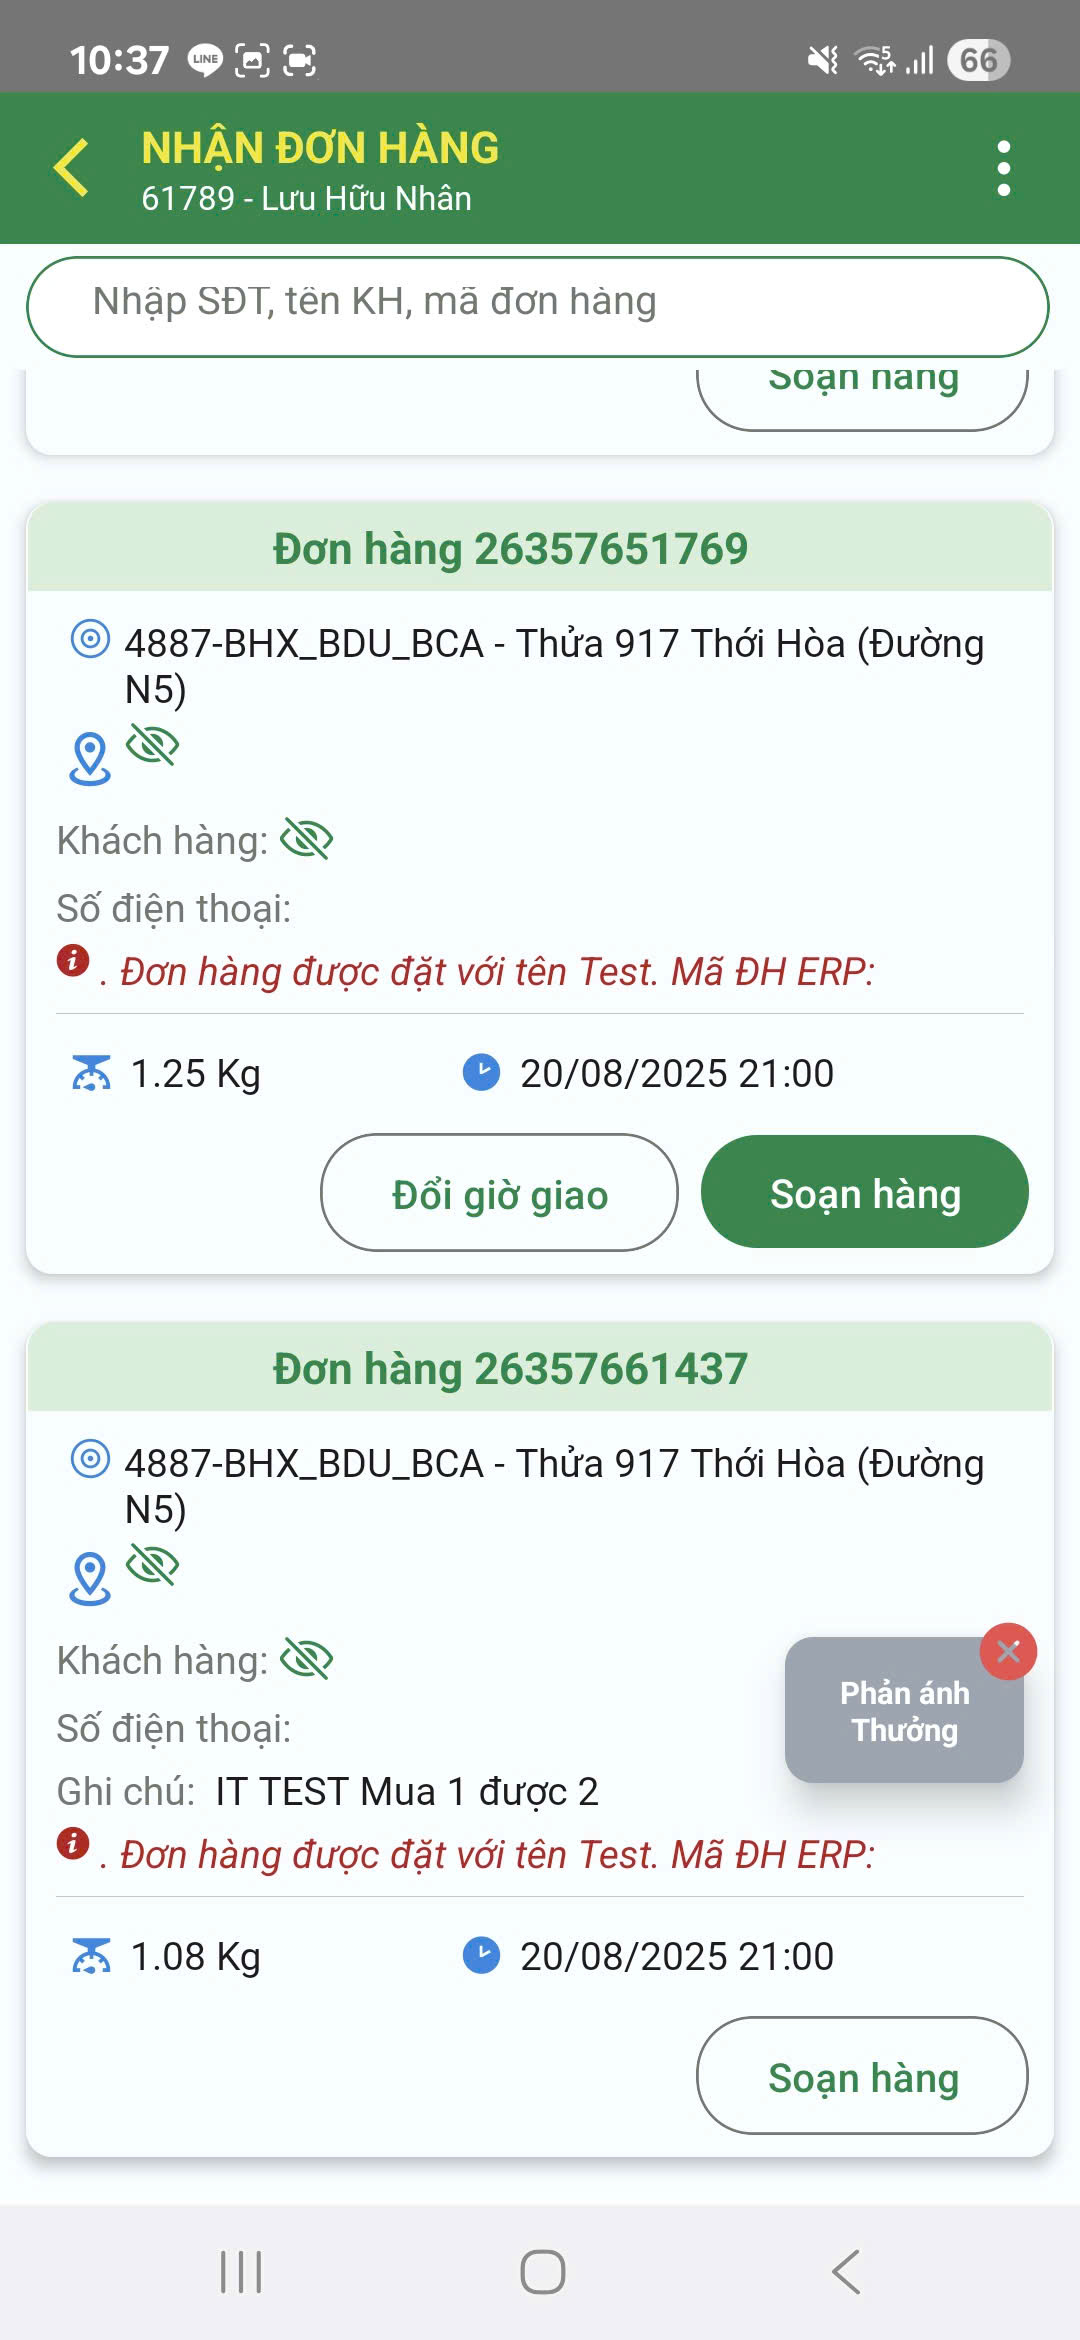 10:37
LINE
5
66
NHẬN ĐƠN HÀNG
61789 - Lưu Hữu Nhân
Nhập SĐT, tên KH, mã đơn hàng
Soạn hàng
Đơn hàng 26357651769
4887-BHX_BDU_BCA - Thửa 917 Thới Hòa (Đường
N5)
Khách hàng:
Số điện thoại:
. Đơn hàng được đặt với tên Test. Mã ĐH ERP:
1.25 Kg
20/08/2025 21:00
Đổi giờ giao
Soạn hàng
Đơn hàng 26357661437
4887-BHX_BDU_BCA - Thửa 917 Thới Hòa (Đường
N5)
Khách hàng:
Phản ánh
Thưởng
Số điện thoại:
Ghi chú: IT TEST Mua 1 được 2
. Đơn hàng được đặt với tên Test. Mã ĐH ERP:
1.08 Kg
20/08/2025 21:00
Soạn hàng